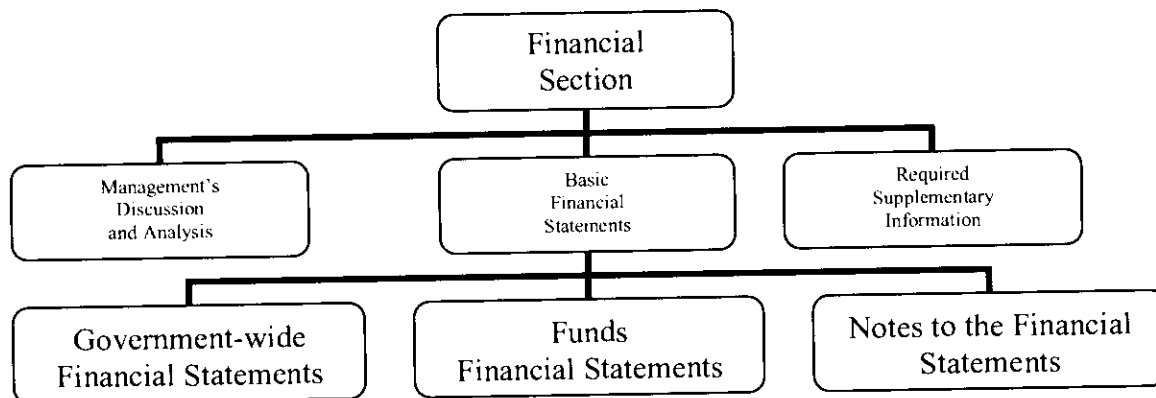 Financial
Section
Management's
Discussion
and Analysis
Basic
Financial
Statements
Required
Supplementary
Information
Government-wide
Financial Statements
Funds
Financial Statements
Notes to the Financial
Statements